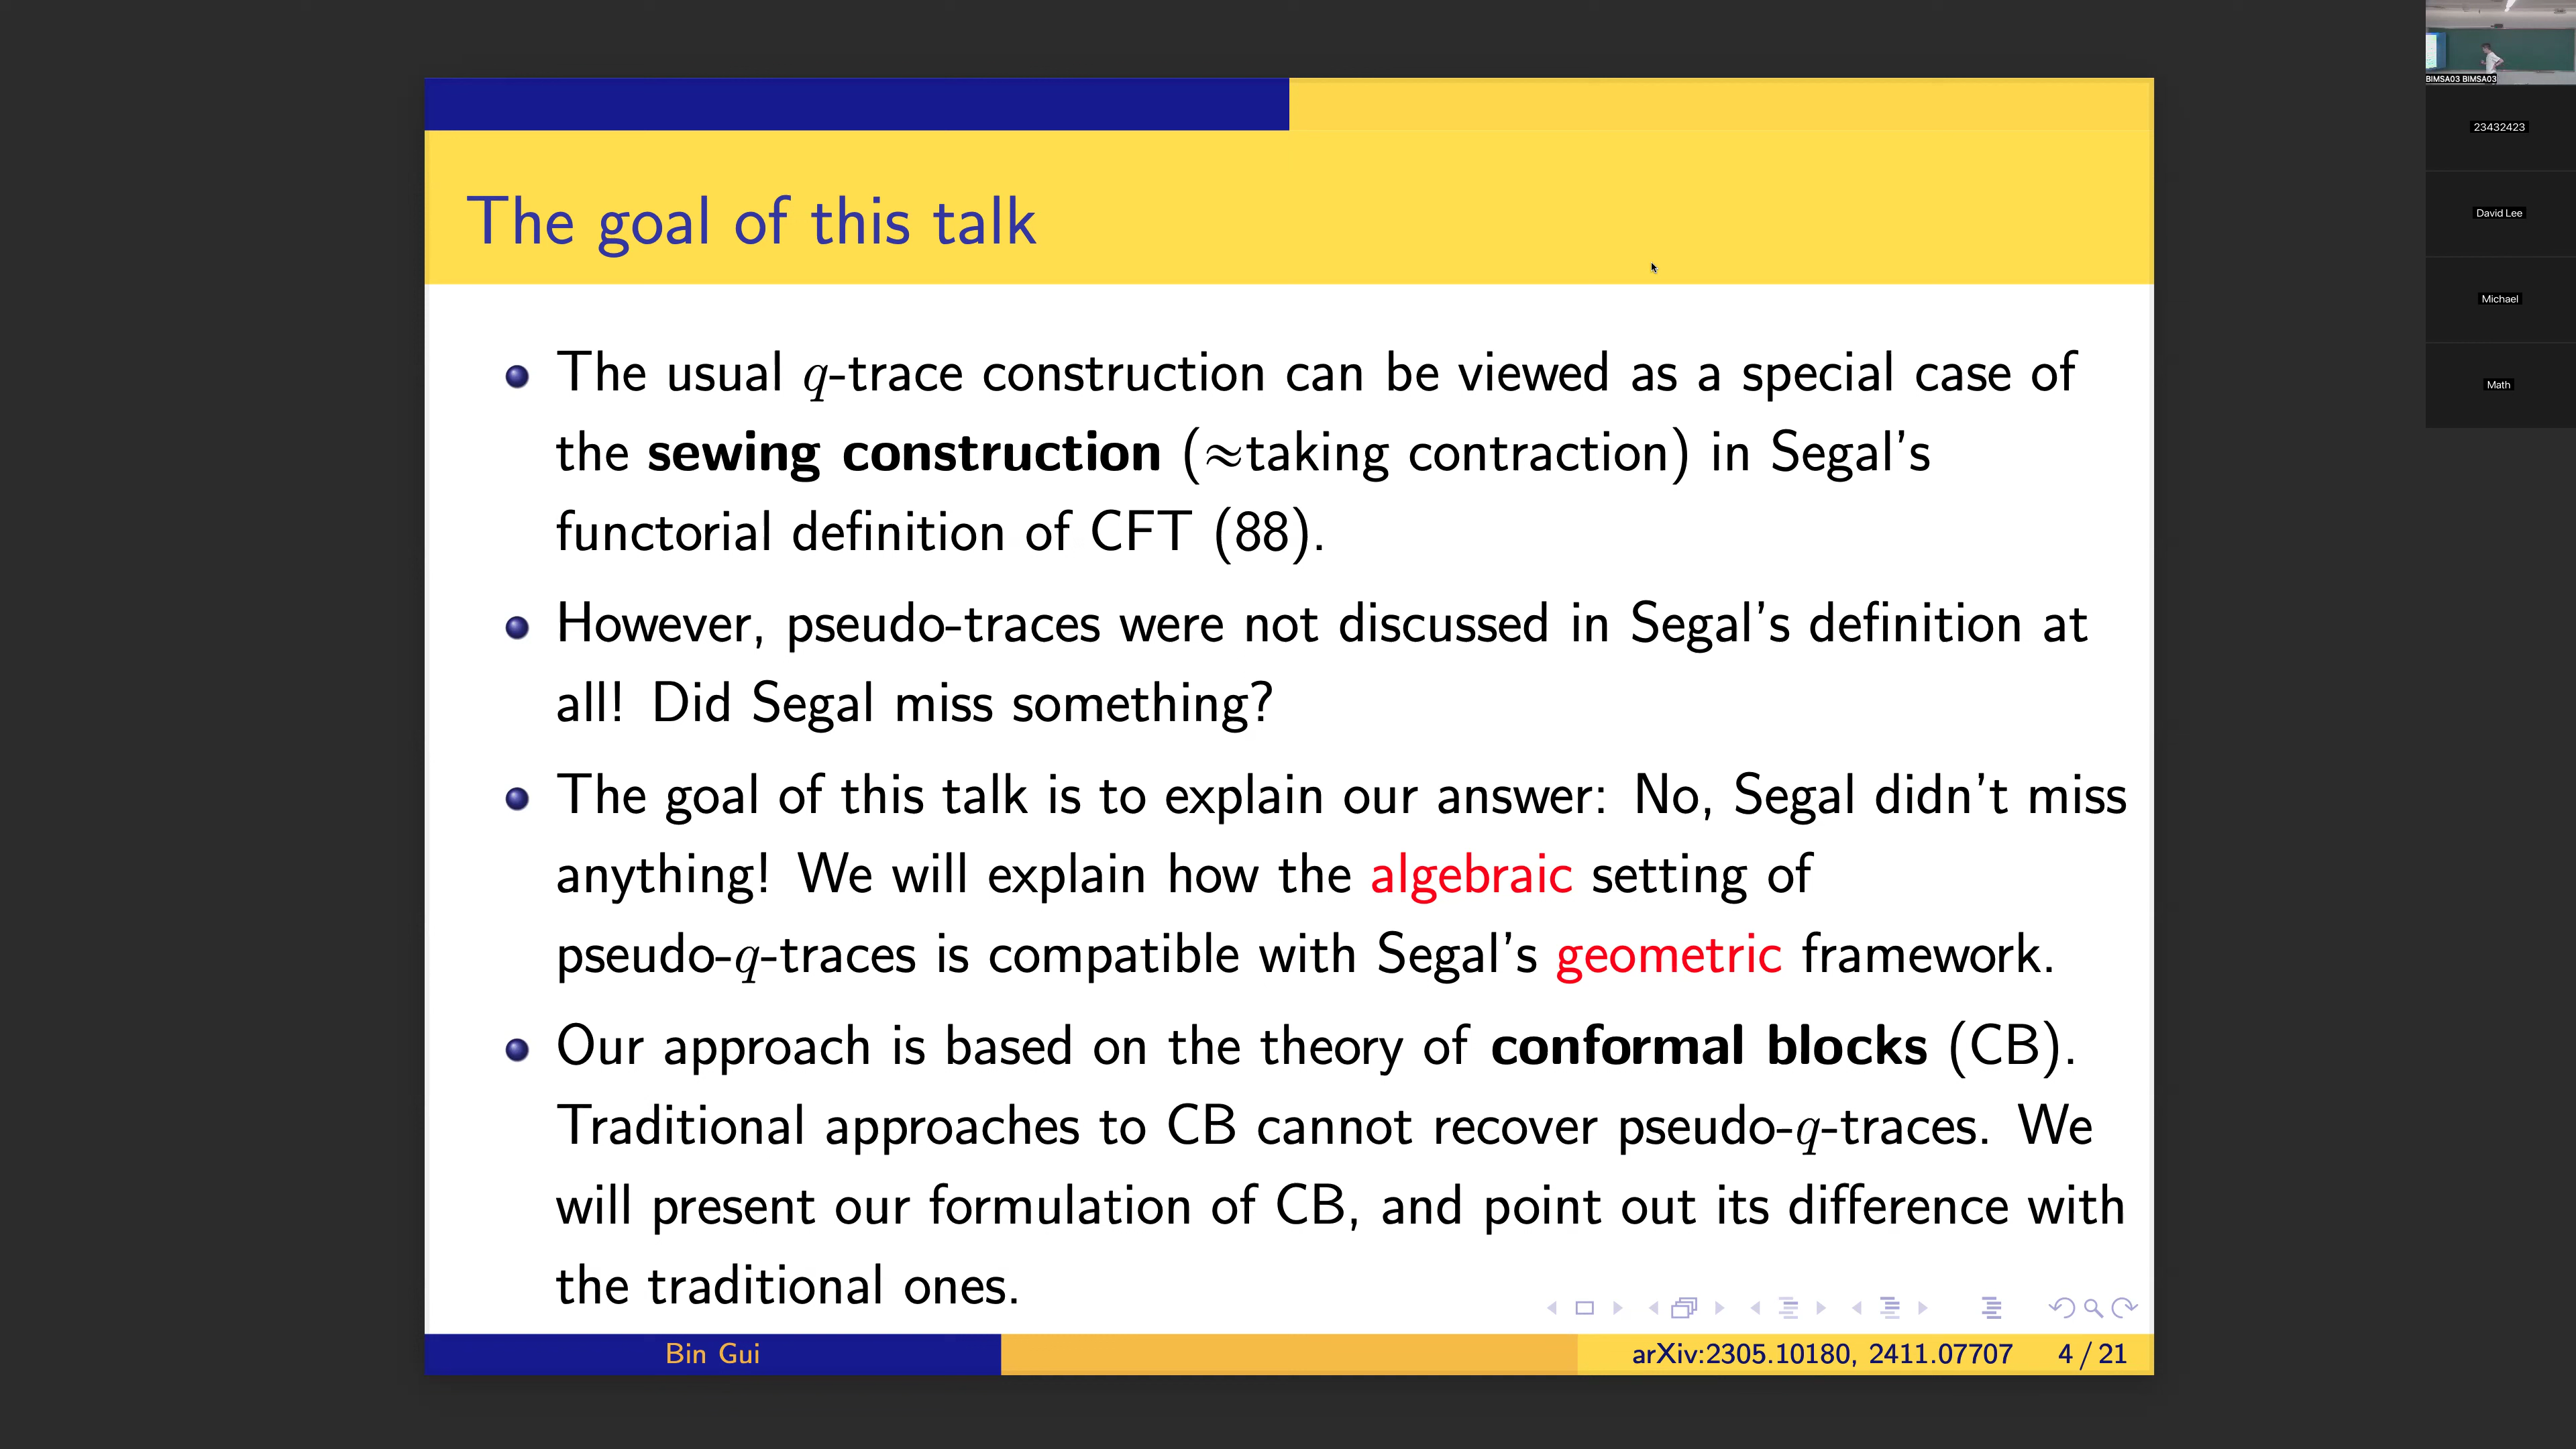 The goal of this talk
The usual q-trace construction can be viewed as a special case of
the sewing construction (≈taking contraction) in Segal's
functorial definition of CFT (88).
However, pseudo-traces were not discussed in Segal's definition at
all! Did Segal miss something?
The goal of this talk is to explain our answer: No, Segal didn't miss
anything! We will explain how the algebraic setting of
pseudo-q-traces is compatible with Segal's geometric framework.
Our approach is based on the theory of conformal blocks (CB).
Traditional approaches to CB cannot recover pseudo-q-traces. We
will present our formulation of CB, and point out its difference with
the traditional ones.
Bin Gui
arXiv:2305.10180, 2411.07707 4 / 21
BIMSA03 BIMSA03
23432423
David Lee
Michael
Math